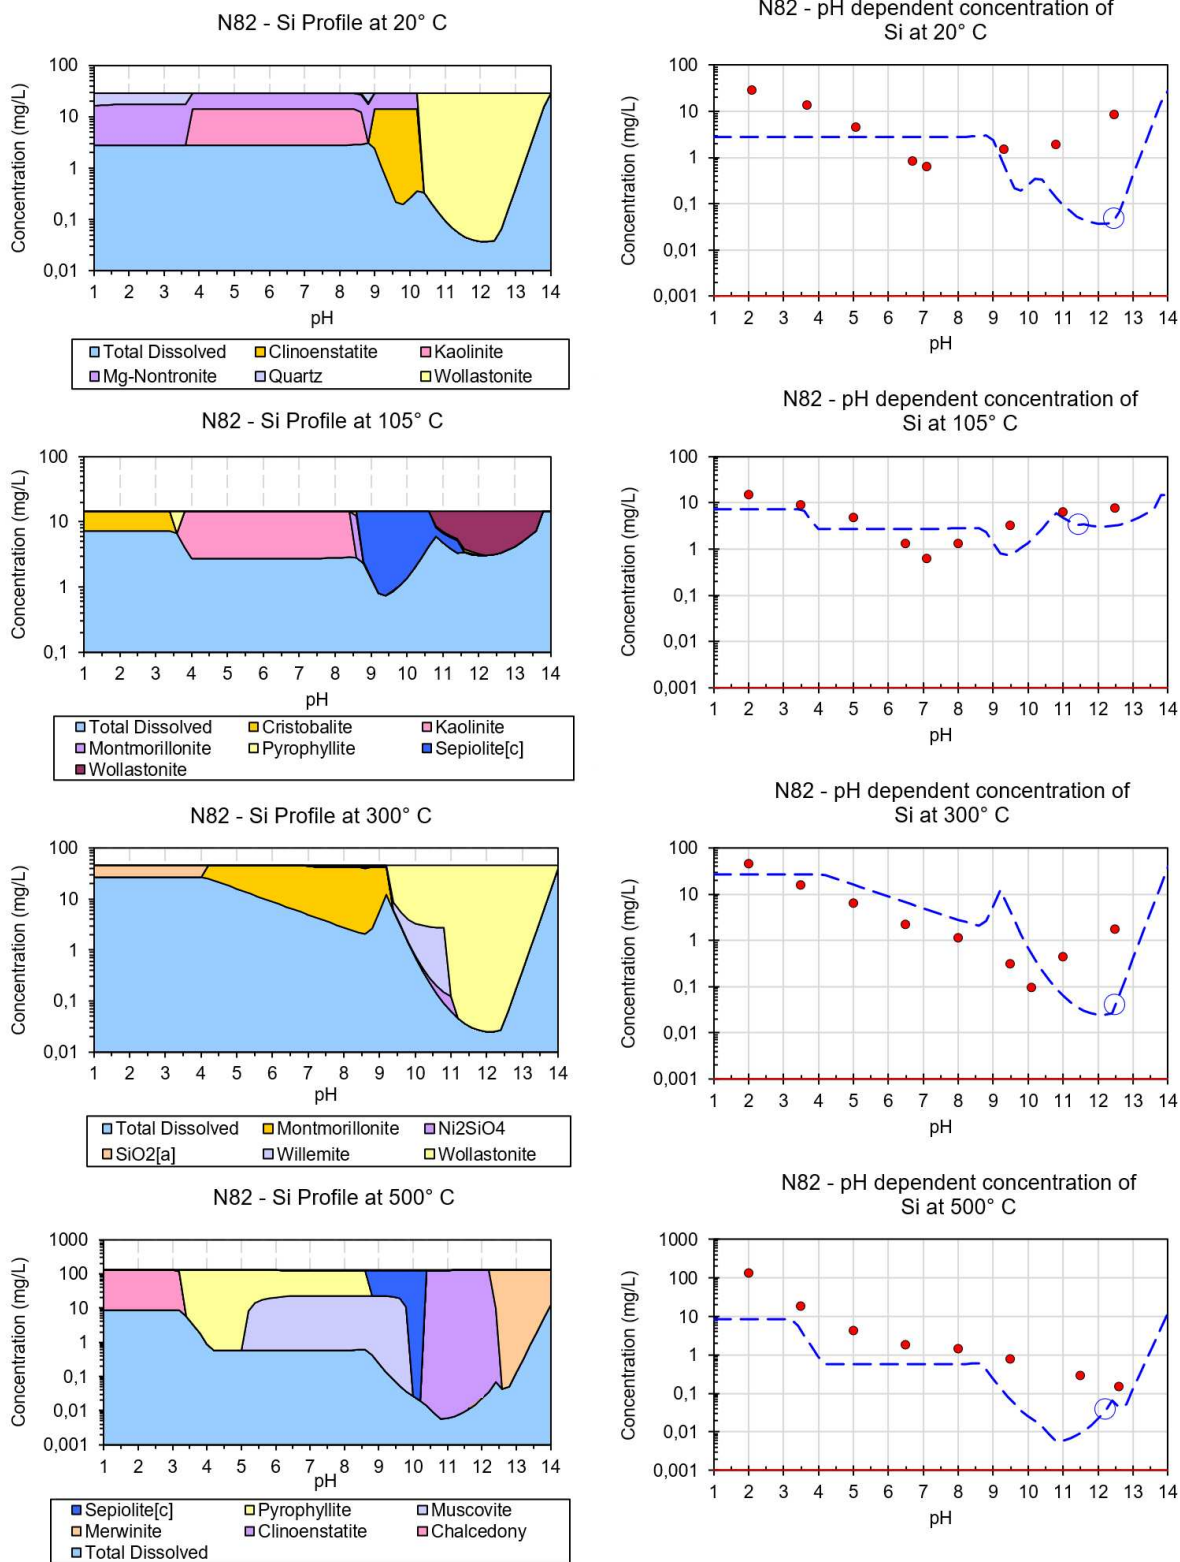 N82 - Si Profile at 20° C
Concentration (mg/L)
100
10
1
0,1
0,01
1 2 3 4 5 6 7 8 9 10 11 12 13 14
pH
Total Dissolved Clinoenstatite Kaolinite
Mg-Nontronite Quartz Wollastonite
N82 - pH dependent concentration of
Si at 20° C
Concentration (mg/L)
100
10
1
0,1
0,01
0,001
1 2 3 4 5 6 7 8 9 10 11 12 13 14
pH
N82 - Si Profile at 105° C
Concentration (mg/L)
100
10
1
0,1
1 2 3 4 5 6 7 8 9 10 11 12 13 14
pH
Total Dissolved Cristobalite Kaolinite
Montmorillonite Pyrophyllite Sepiolite[c]
Wollastonite
N82 - pH dependent concentration of
Si at 105° C
Concentration (mg/L)
100
10
1
0,1
0,01
0,001
1 2 3 4 5 6 7 8 9 10 11 12 13 14
pH
N82 - Si Profile at 300° C
Concentration (mg/L)
100
10
1
0,1
0,01
1 2 3 4 5 6 7 8 9 10 11 12 13 14
pH
Total Dissolved Montmorillonite Ni2SiO4
SiO2[a] Willemite Wollastonite
N82 - pH dependent concentration of
Si at 300° C
Concentration (mg/L)
100
10
1
0,1
0,01
0,001
1 2 3 4 5 6 7 8 9 10 11 12 13 14
pH
N82 - Si Profile at 500° C
Concentration (mg/L)
1000
100
10
1
0,1
0,01
0,001
1 2 3 4 5 6 7 8 9 10 11 12 13 14
pH
Sepiolite[c] Pyrophyllite Muscovite
Merwinite Clinoenstatite Chalcedony
Total Dissolved
N82 - pH dependent concentration of
Si at 500° C
Concentration (mg/L)
1000
100
10
1
0,1
0,01
0,001
1 2 3 4 5 6 7 8 9 10 11 12 13 14
pH